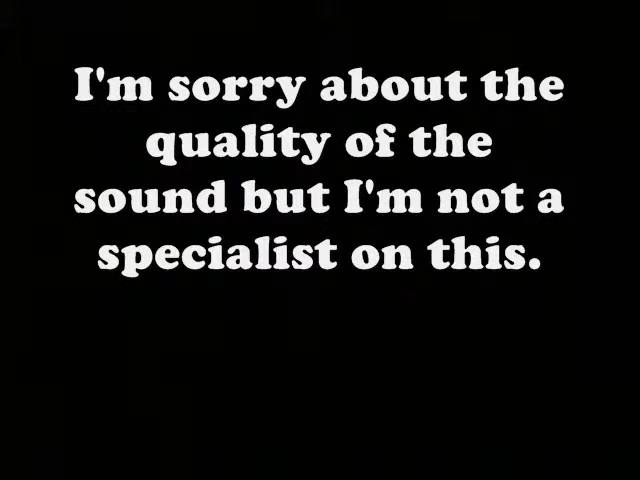 I'm sorry about the
quality of the
sound but I'm not a
specialist on this.